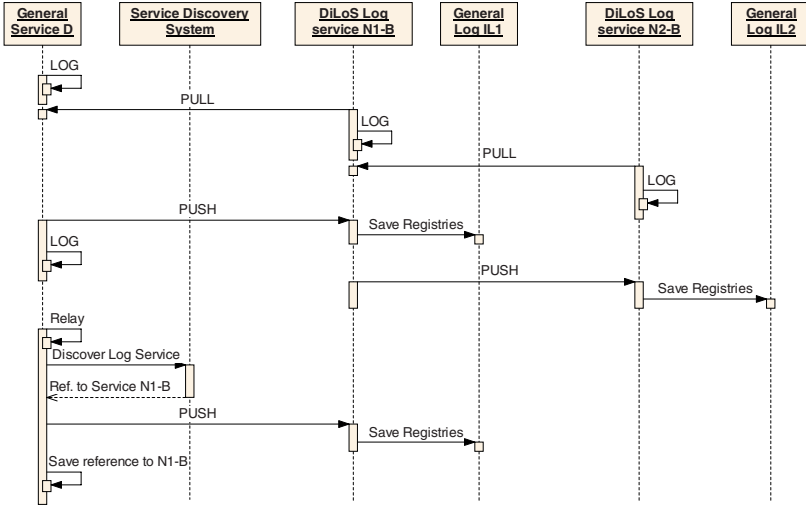 General
Service D
Service Discovery
System
DiLoS Log
service N1-B
General
Log IL1
DiLoS Log
service N2-B
General
Log IL2
LOG
PULL
LOG
PULL
LOG
PUSH
Save Registries
LOG
PUSH
Save Registries
Relay
Discover Log Service
Ref. to Service N1-B
PUSH
Save Registries
Save reference to N1-B